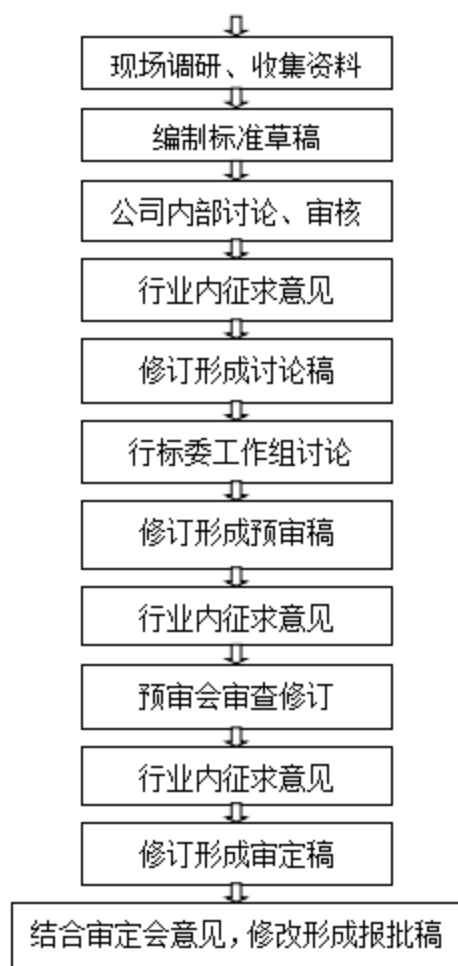 现场调研、收集资料
编制标准草稿
公司内部讨论、审核
行业内征求意见
修订形成讨论稿
行标委工作组讨论
修订形成预审稿
行业内征求意见
预审会审查修订
行业内征求意见
修订形成审定稿
结合审定会意见，修改形成报批稿